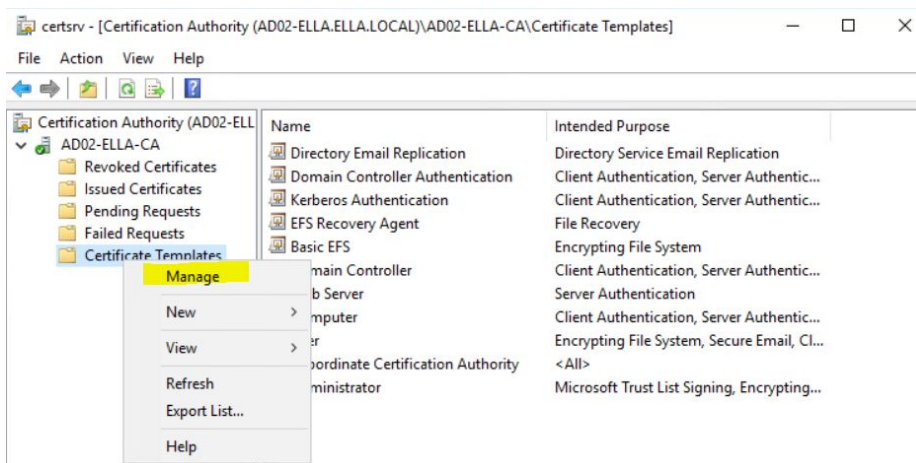 certsrv - [Certification Authority (AD02-ELLA.ELLA.LOCAL)\AD02-ELLA-CA\Certificate Templates]
File Action View Help
Certification Authority (AD02-ELL
AD02-ELLA-CA
Revoked Certificates
Issued Certificates
Pending Requests
Failed Requests
Certificate Templates
Manage
New
View
Refresh
Export List...
Help
Name Intended Purpose
Directory Email Replication Directory Service Email Replication
Domain Controller Authentication Client Authentication, Server Authentic...
Kerberos Authentication Client Authentication, Server Authentic...
EFS Recovery Agent File Recovery
Basic EFS Encrypting File System
main Controller Client Authentication, Server Authentic...
b Server Server Authentication
mputer Client Authentication, Server Authentic...
er Encrypting File System, Secure Email, Cl...
ordinate Certification Authority <All>
ministrator Microsoft Trust List Signing, Encrypting...